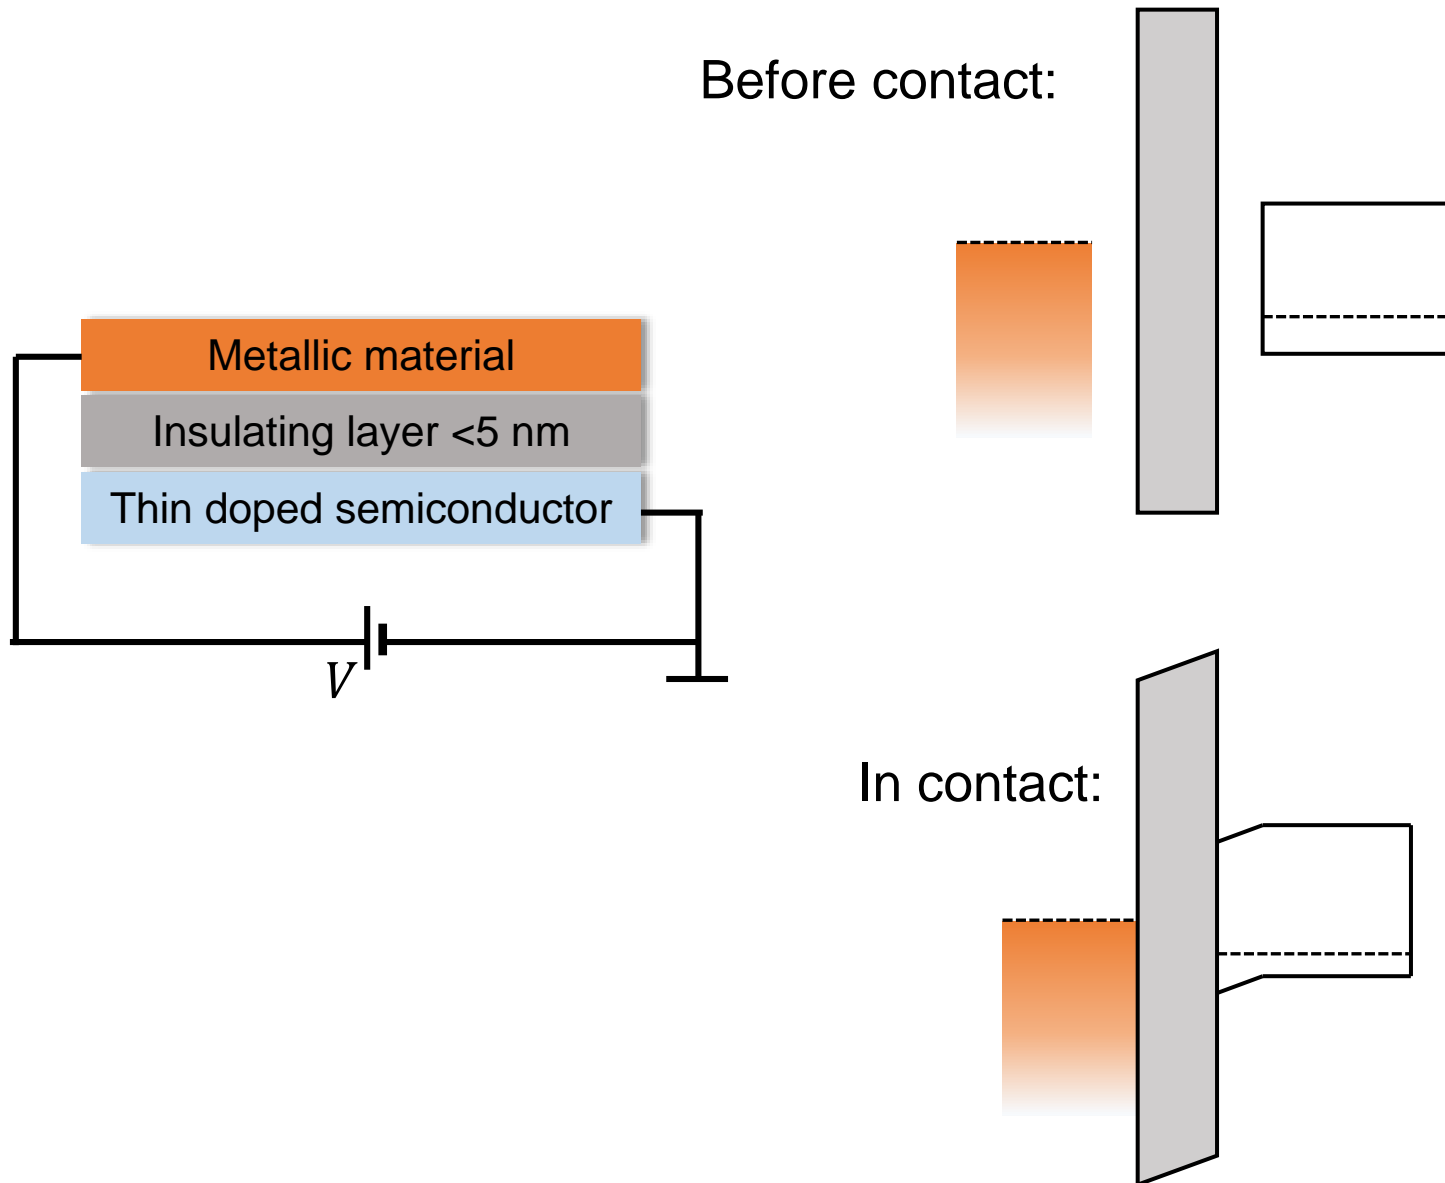 Before contact:
Metallic material
Insulating layer <5 nm
Thin doped semiconductor
V
In contact: